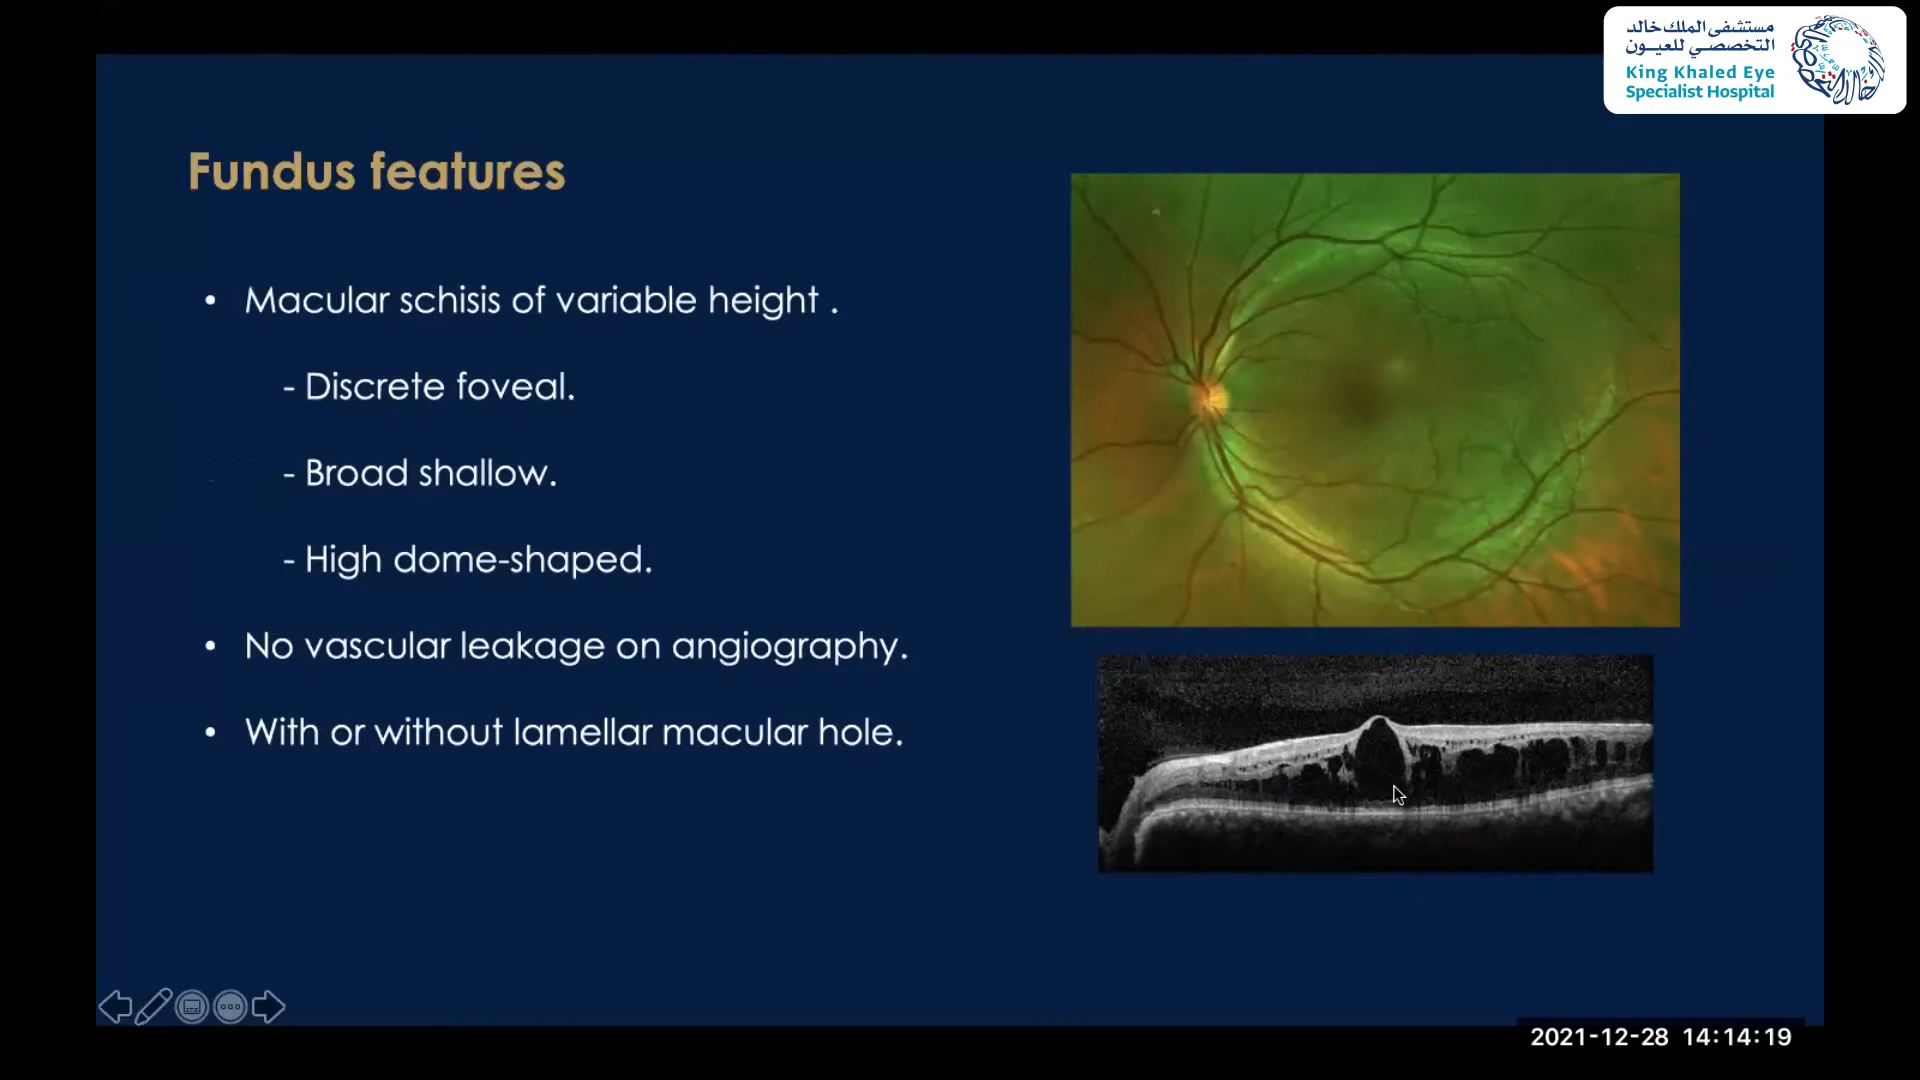 مستشفى الملك خالد
التخصصي للعيون
King Khaled Eye
Specialist Hospital
Fundus features
• Macular schisis of variable height .
- Discrete foveal.
- Broad shallow.
- High dome-shaped.
• No vascular leakage on angiography.
• With or without lamellar macular hole.
2021-12-28 14:14:19